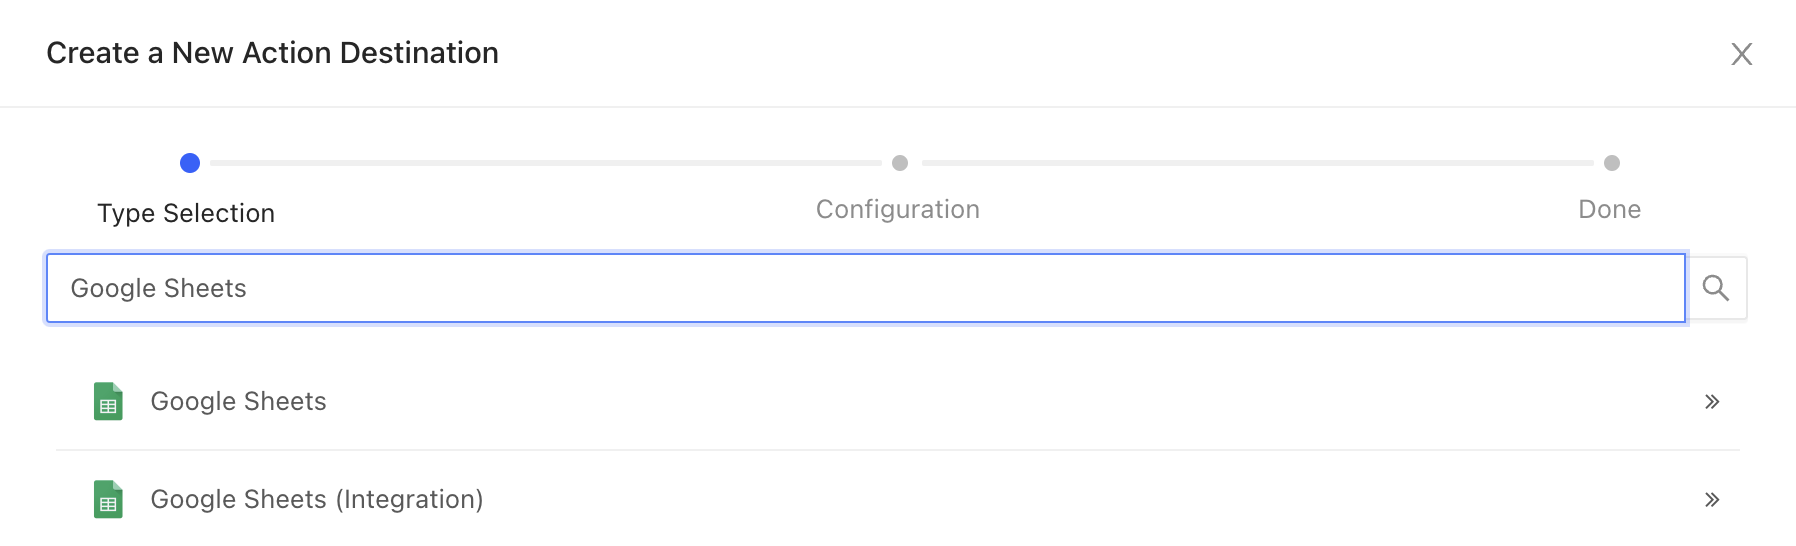 Create a New Action Destination
Type Selection
Configuration
Done
Google Sheets
Google Sheets
Google Sheets (Integration)